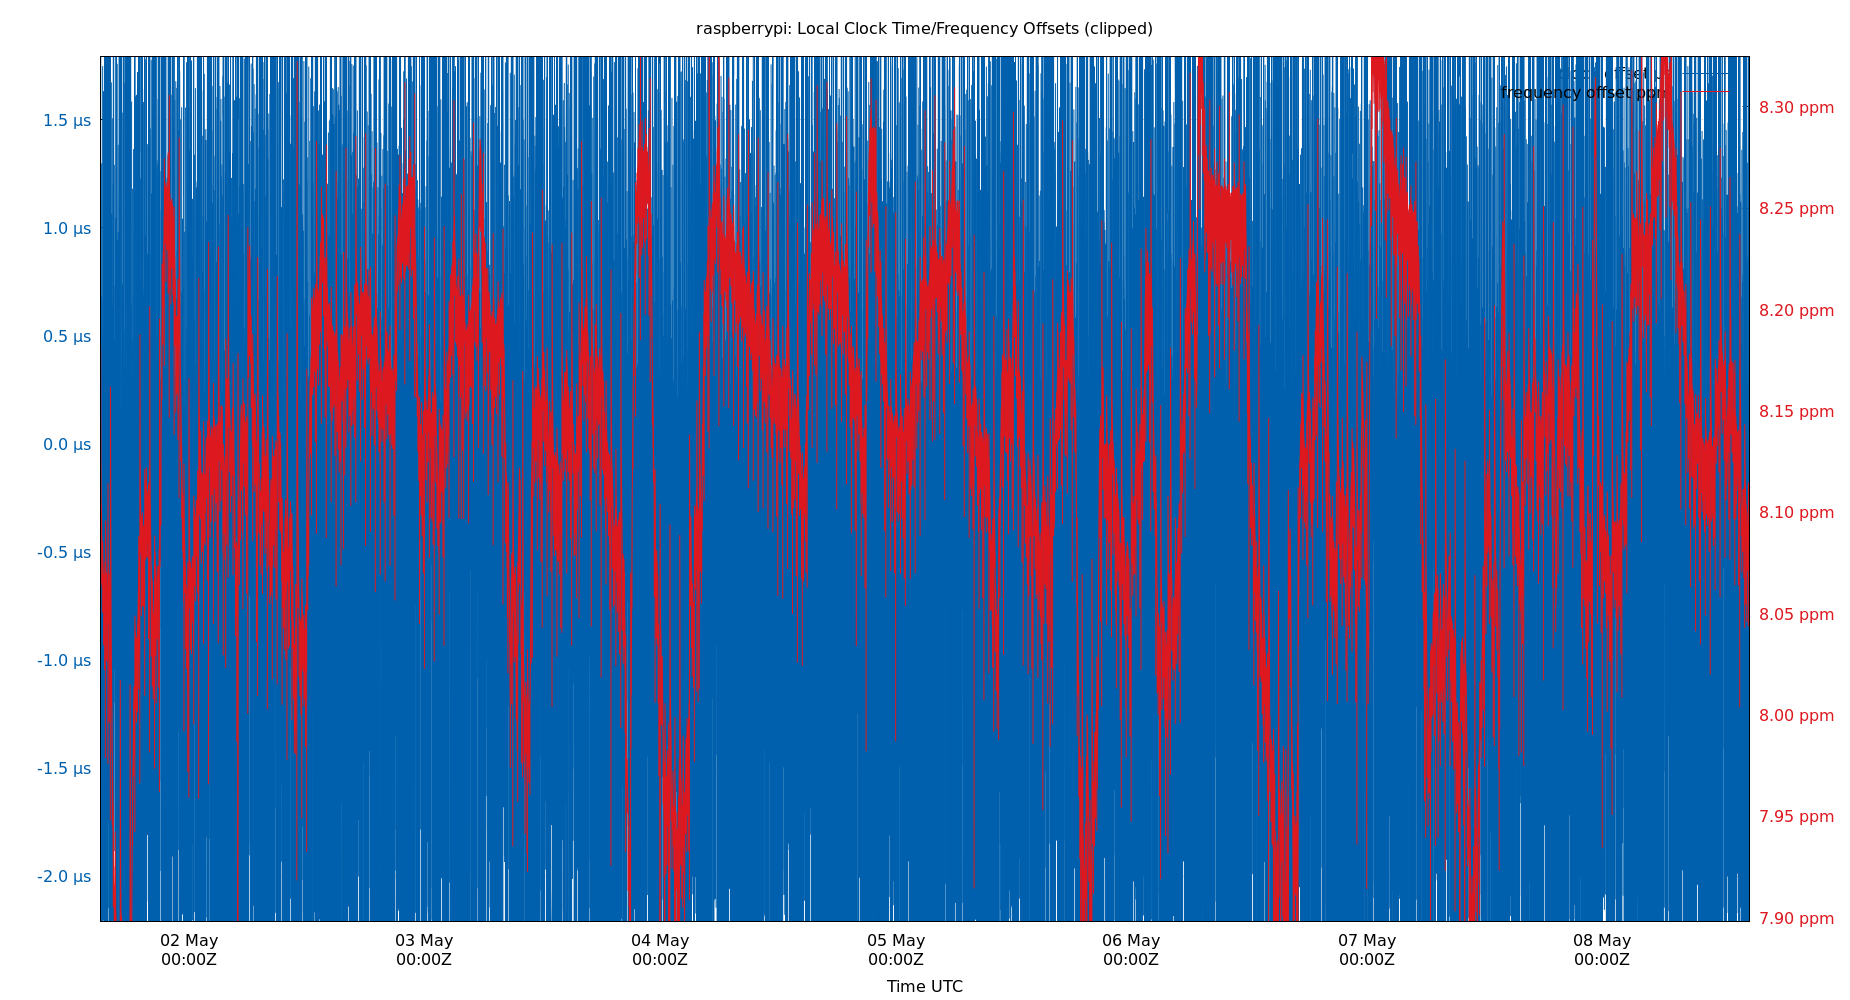 raspberrypi: Local Clock Time/Frequency Offsets (clipped)
offset
frequency offset ppm
1.5 µs
1.0 µs
0.5 µs
0.0 µs
-0.5 µs
-1.0 µs
-1.5 µs
-2.0 µs
8.30 ppm
8.25 ppm
8.20 ppm
8.15 ppm
8.10 ppm
8.05 ppm
8.00 ppm
7.95 ppm
7.90 ppm
02 May 03 May 04 May 05 May 06 May 07 May 08 May
00:00Z 00:00Z 00:00Z 00:00Z 00:00Z 00:00Z 00:00Z
Time UTC